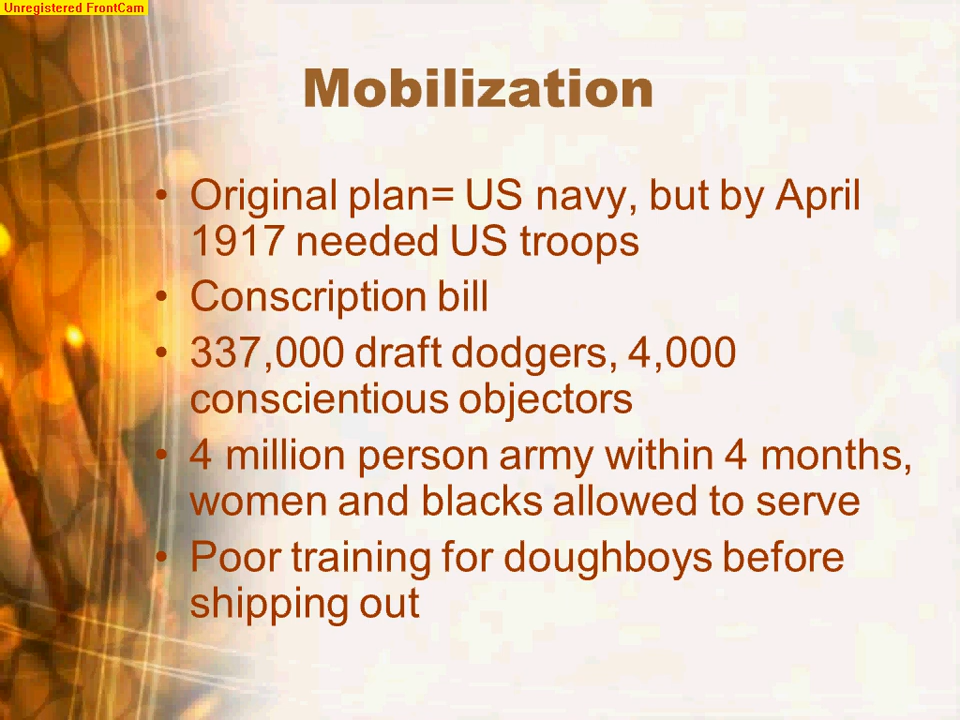 Unregistered FrontCam
Mobilization
• Original plan= US navy, but by April
1917 needed US troops
• Conscription bill
• 337,000 draft dodgers, 4,000
conscientious objectors
• 4 million person army within 4 months,
women and blacks allowed to serve
• Poor training for doughboys before
shipping out